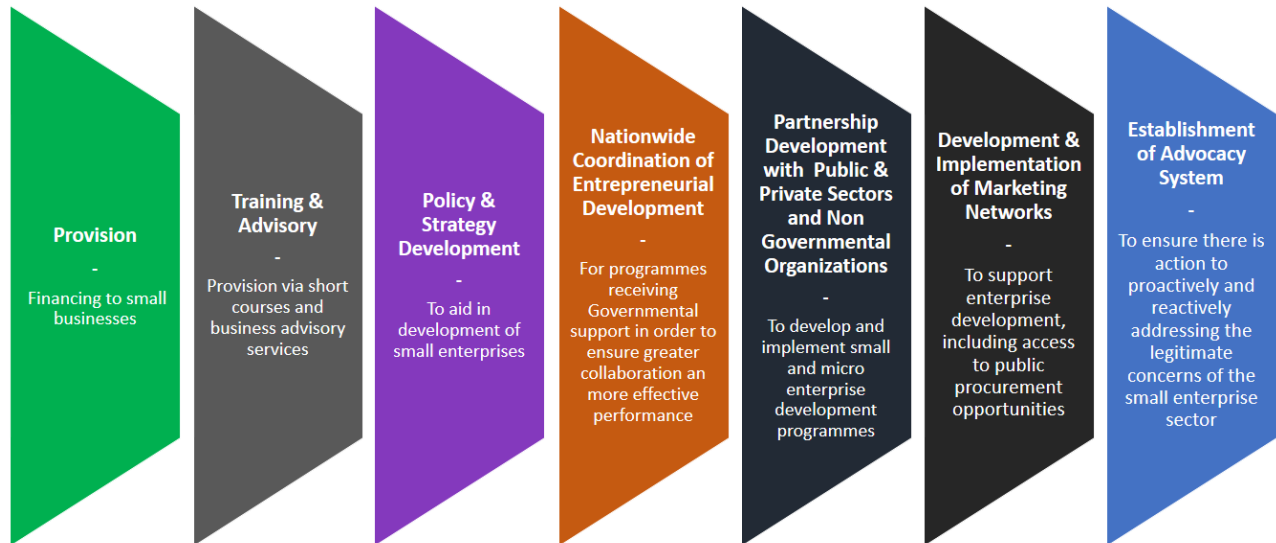 Provision
-
Financing to small
businesses
Training &
Advisory
-
Provision via short
courses and
business advisory
services
Policy &
Strategy
Development
-
To aid in
development of
small enterprises
Nationwide
Coordination of
Entrepreneurial
Development
-
For programmes
receiving
Governmental
support in order to
ensure greater
collaboration an
more effective
performance
Partnership
Development
with Public &
Private Sectors
and Non
Governmental
Organizations
-
To develop and
implement small
and micro
enterprise
development
programmes
Development &
Implementation
of Marketing
Networks
-
To support
enterprise
development,
including access
to public
procurement
opportunities
Establishment
of Advocacy
System
-
To ensure there is
action to
proactively and
reactively
addressing the
legitimate
concerns of the
small enterprise
sector